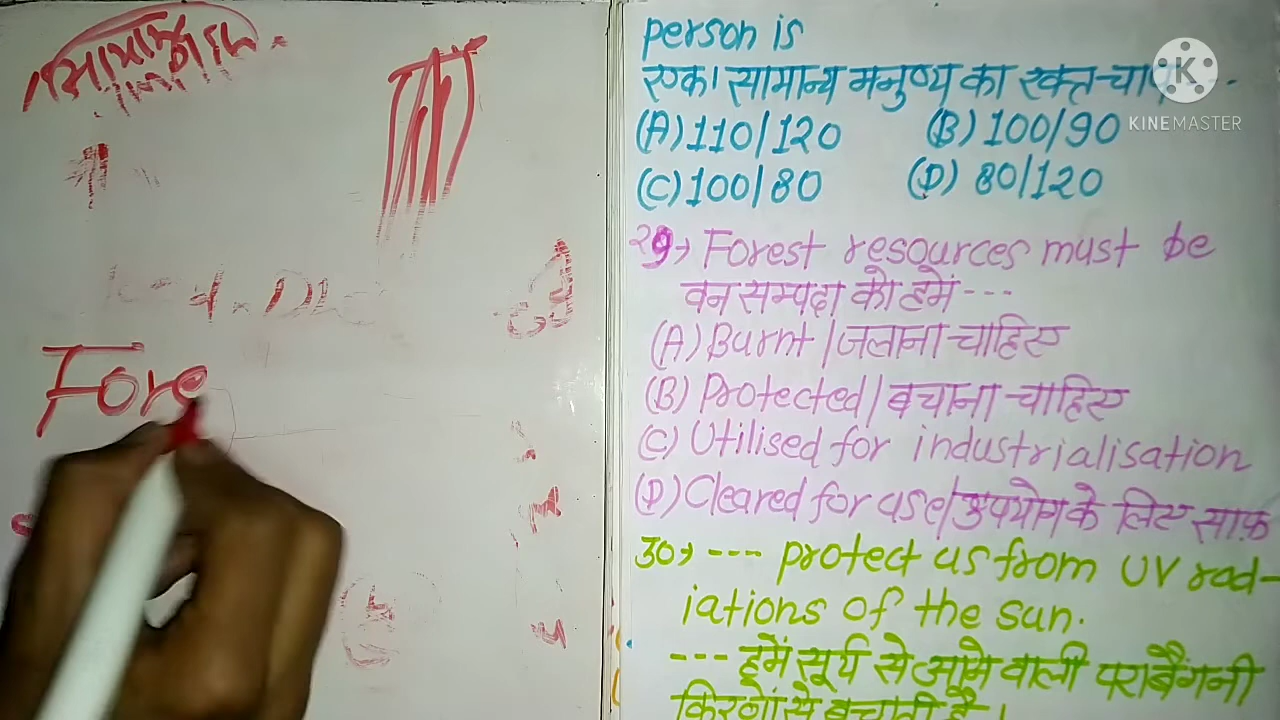 Fore
person is
एक सामान्य मनुष्य का रक्त-चाप ---
(A) 110/120 (B) 100/90
(C) 100/80 (D) 80/120
29→ Forest resources must be
वन सम्पदा को हमें ---
(A) Burnt / जलाना चाहिए
(B) Protected / बचाना चाहिए
(C) Utilised for industrialisation
(D) Cleared for use / उपयोग के लिए साफ़
30→ --- protect us from UV rad-
iations of the sun.
--- हमें सूर्य से आने वाली पराबैंगनी
किरणों से बचाती है।
K
KINEMASTER